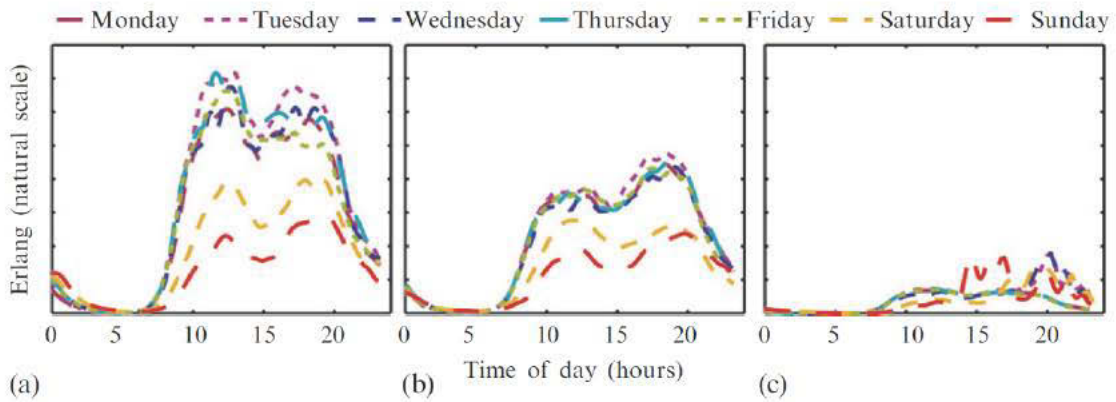 Monday Tuesday Wednesday Thursday Friday Saturday Sunday
Erlang (natural scale)
0 5 10 15 20 0 5 10 15 20 0 5 10 15 20
Time of day (hours)
(a) (b) (c)